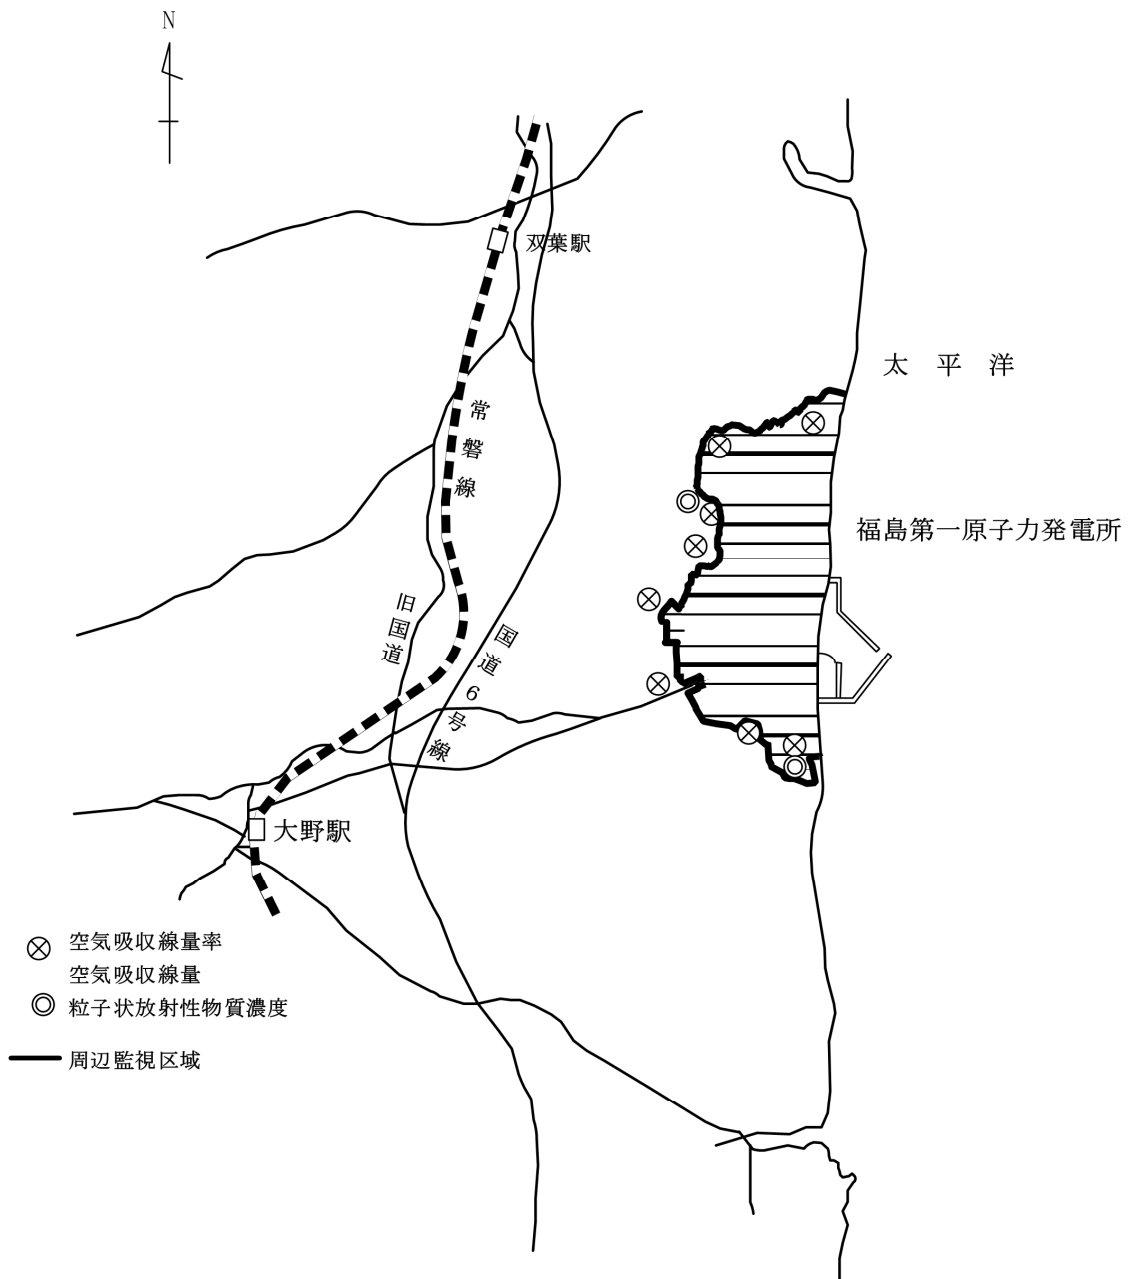 N
双葉駅
太平洋
常磐線
福島第一原子力発電所
旧国道
国道6号線
大野駅
空気吸収線量率
空気吸収線量
粒子状放射性物質濃度
周辺監視区域